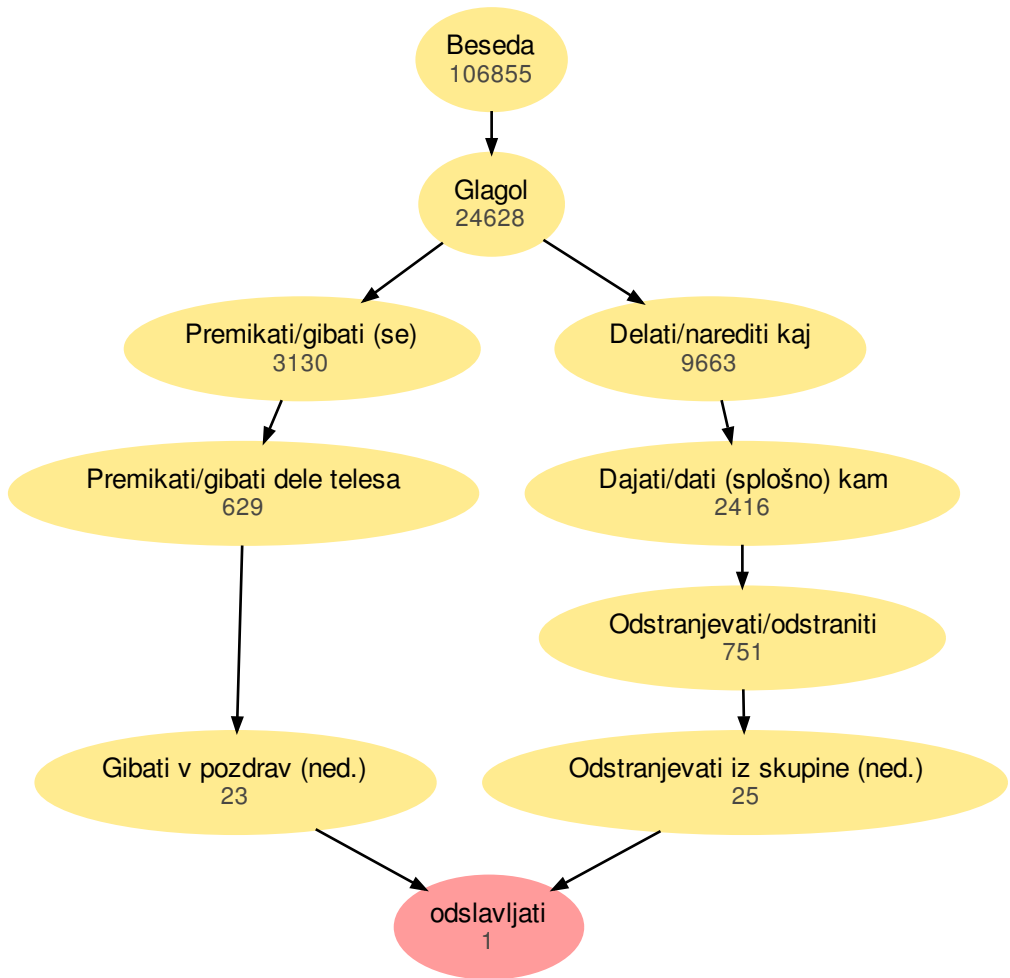 Beseda
106855
Glagol
24628
Premikati/gibati (se)
3130
Delati/narediti kaj
9663
Premikati/gibati dele telesa
629
Dajati/dati (splošno) kam
2416
Odstranjevati/odstraniti
751
Gibati v pozdrav (ned.)
23
Odstranjevati iz skupine (ned.)
25
odslavljati
1